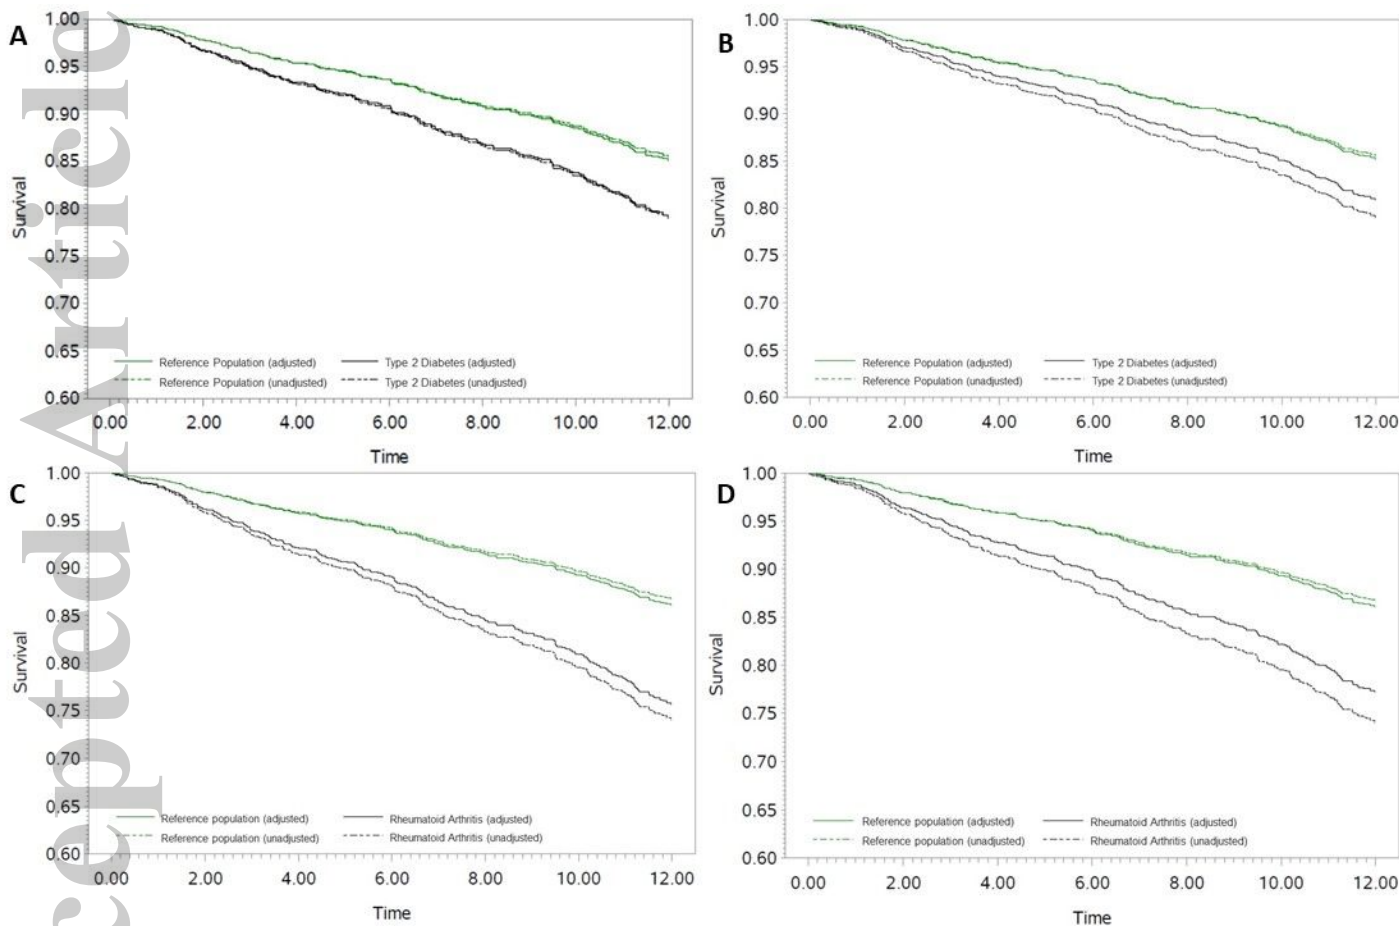 Accepted Article
A
Survival
1.00
0.95
0.90
0.85
0.80
0.75
0.70
0.65
0.60
Reference Population (adjusted) Type 2 Diabetes (adjusted)
Reference Population (unadjusted) Type 2 Diabetes (unadjusted)
0.00 2.00 4.00 6.00 8.00 10.00 12.00
Time
B
Survival
1.00
0.95
0.90
0.85
0.80
0.75
0.70
0.65
0.60
Reference Population (adjusted) Type 2 Diabetes (adjusted)
Reference Population (unadjusted) Type 2 Diabetes (unadjusted)
0.00 2.00 4.00 6.00 8.00 10.00 12.00
Time
C
Survival
1.00
0.95
0.90
0.85
0.80
0.75
0.70
0.65
0.60
Reference population (adjusted) Rheumatoid Arthritis (adjusted)
Reference population (unadjusted) Rheumatoid Arthritis (unadjusted)
0.00 2.00 4.00 6.00 8.00 10.00 12.00
Time
D
Survival
1.00
0.95
0.90
0.85
0.80
0.75
0.70
0.65
0.60
Reference population (adjusted) Rheumatoid Arthritis (adjusted)
Reference population (unadjusted) Rheumatoid Arthritis (unadjusted)
0.00 2.00 4.00 6.00 8.00 10.00 12.00
Time